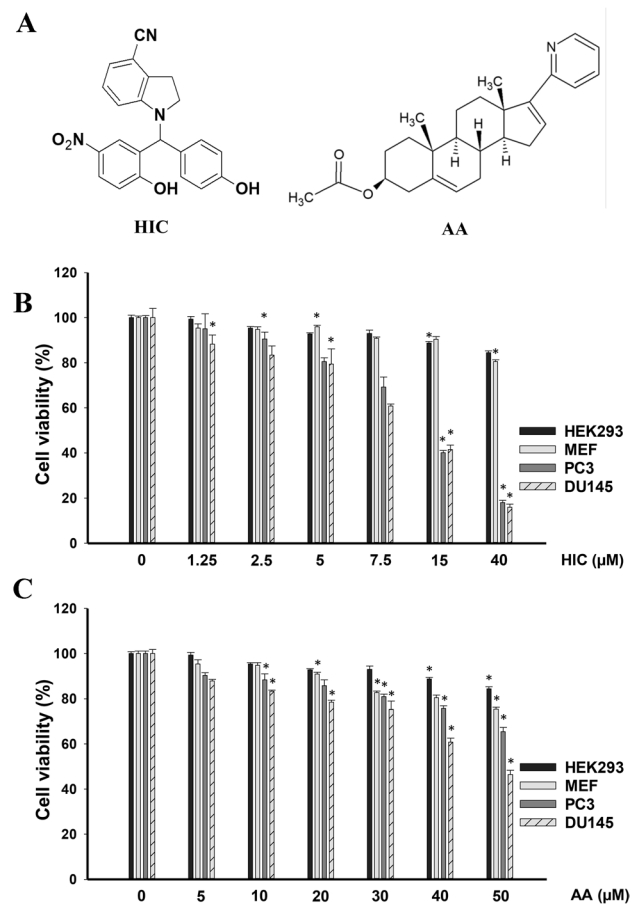 A
CN
N
O₂N
OH
OH
HIC
N
CH₃
CH₃
H
H
H
O
H₃C
O
AA
B
120
100
80
60
40
20
0
Cell viability (%)
HEK293
MEF
PC3
DU145
0 1.25 2.5 5 7.5 15 40 HIC (μM)
* * * * * * * * * *
C
120
100
80
60
40
20
0
Cell viability (%)
HEK293
MEF
PC3
DU145
0 5 10 20 30 40 50 AA (μM)
* * * * * * * * * * * * * *